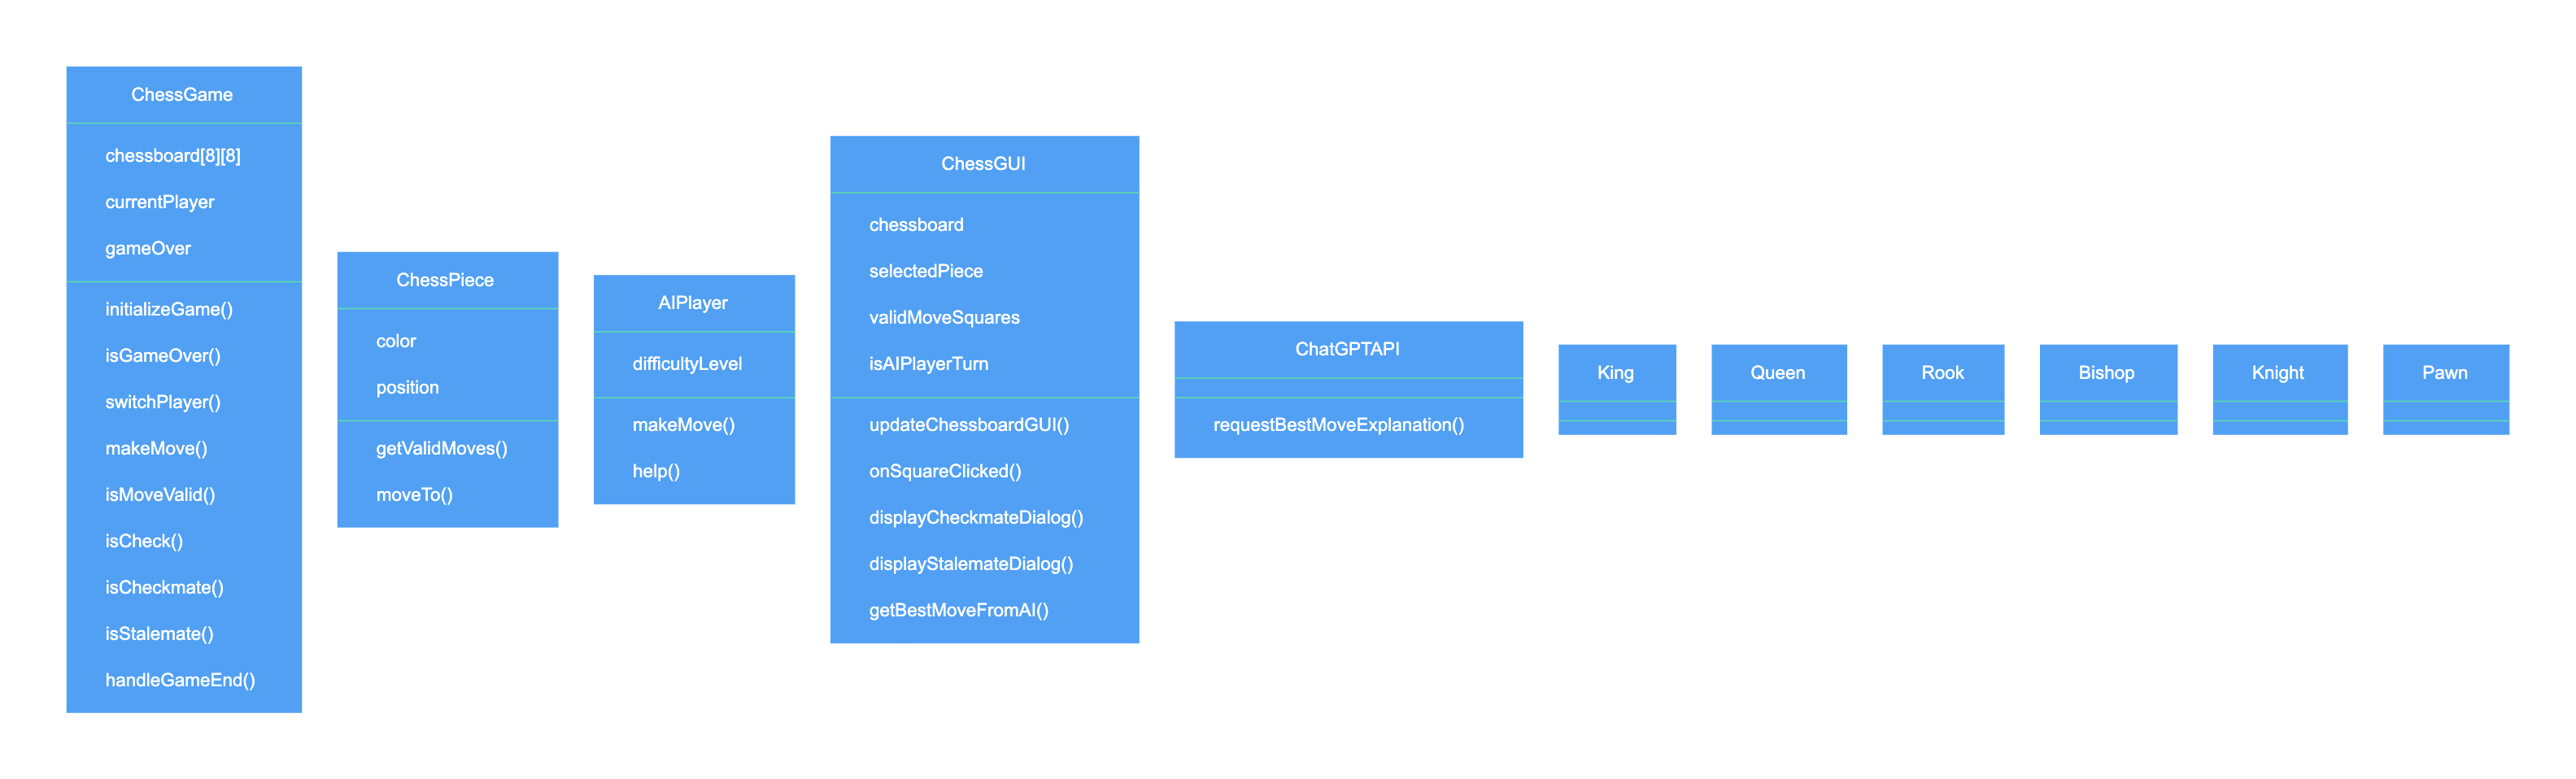 ChessGame
chessboard[8][8]
currentPlayer
gameOver
initializeGame()
isGameOver()
switchPlayer()
makeMove()
isMoveValid()
isCheck()
isCheckmate()
isStalemate()
handleGameEnd()
ChessPiece
color
position
getValidMoves()
moveTo()
AIPlayer
difficultyLevel
makeMove()
help()
ChessGUI
chessboard
selectedPiece
validMoveSquares
isAIPlayerTurn
updateChessboardGUI()
onSquareClicked()
displayCheckmateDialog()
displayStalemateDialog()
getBestMoveFromAI()
ChatGPTAPI
requestBestMoveExplanation()
King
Queen
Rook
Bishop
Knight
Pawn